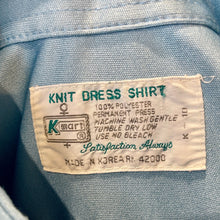 KNIT DRESS SHIRT
100% POLYESTER
PERMANENT PRESS
MACHINE WASH GENTLE
TUMBLE DRY LOW
USE NO BLEACH
Kmart
Satisfaction Always
MADE IN KOREA RN 42000